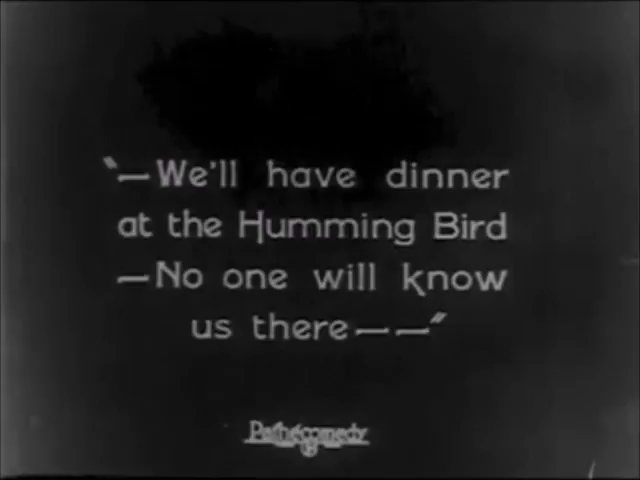 "—We'll have dinner
at the Humming Bird
—No one will know
us there——"
Pathécomedy